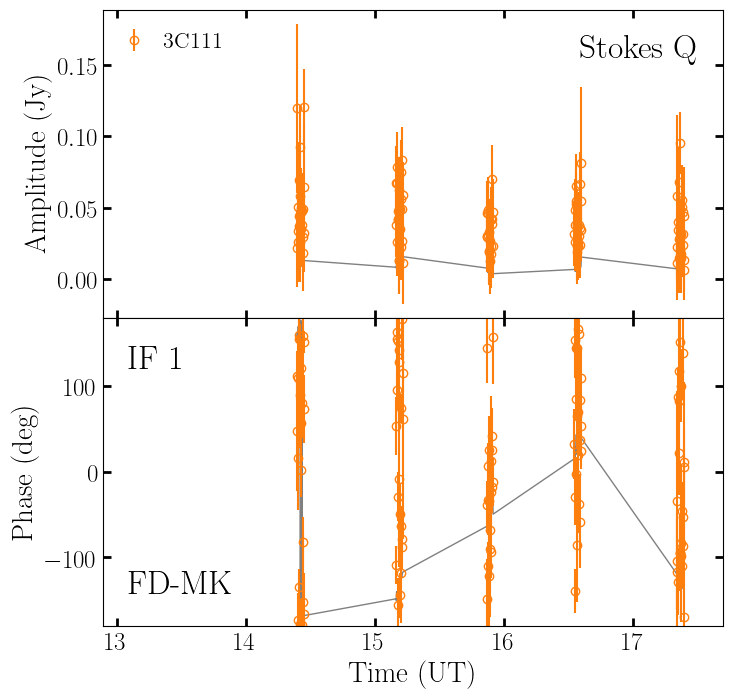 3C111
Stokes Q
Amplitude (Jy)
0.15
0.10
0.05
0.00
IF 1
Phase (deg)
100
0
−100
FD-MK
13 14 15 16 17
Time (UT)